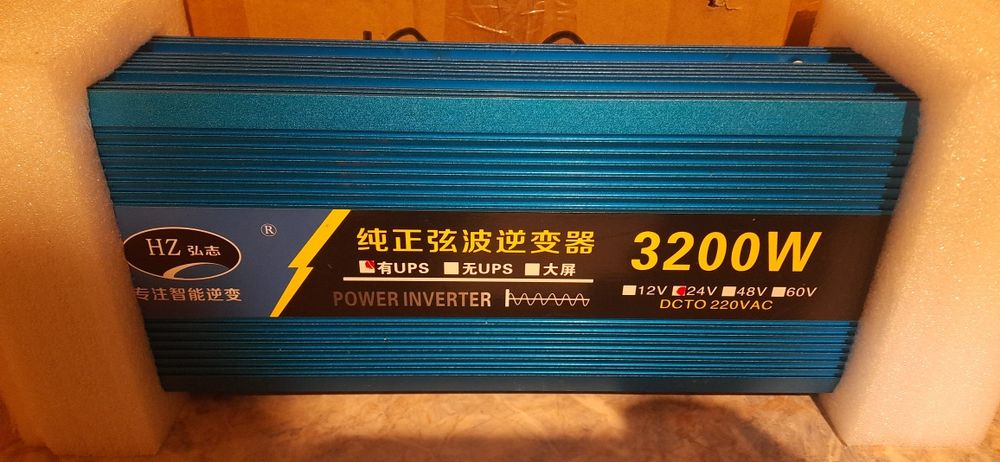 HZ 弘志
®
专注智能逆变
纯正弦波逆变器
有UPS 无UPS 大屏
POWER INVERTER
3200W
12V 24V 48V 60V
DCTO 220VAC